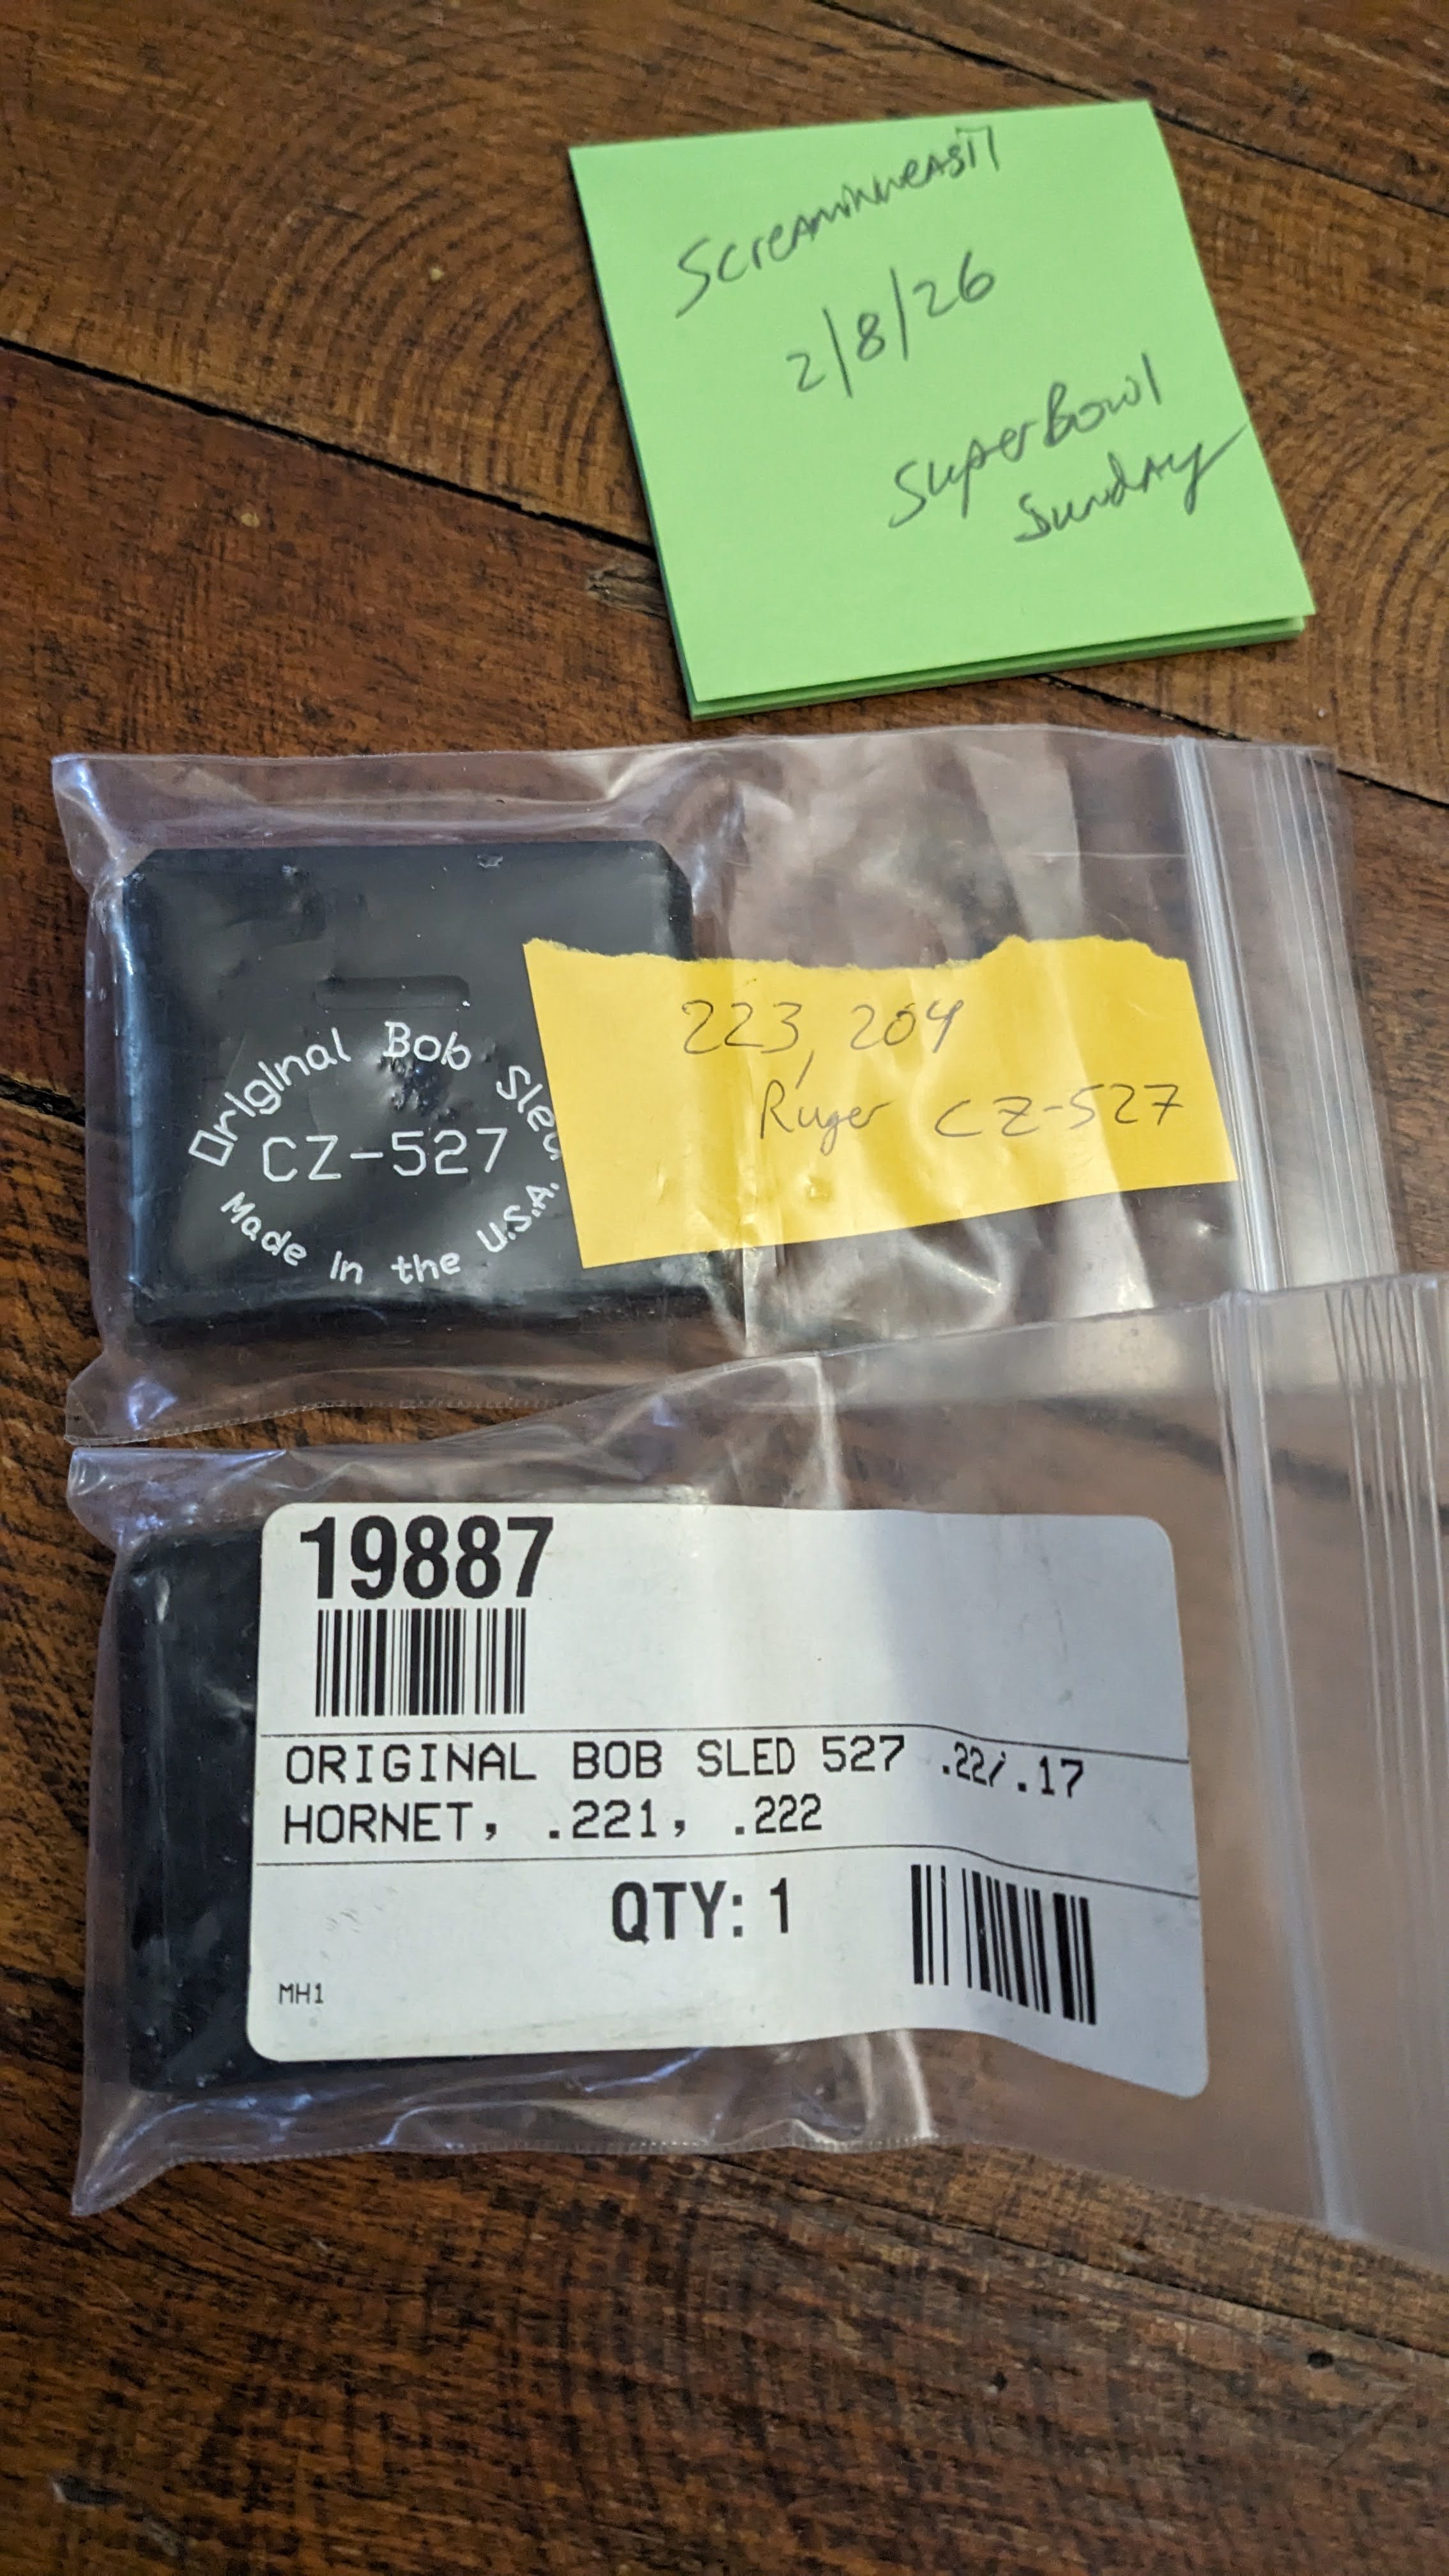 Screaminweasl7
2/8/26
SuperBowl
Sunday
Original Bob Sled
CZ-527
Made In the U.S.A.
223, 204
Ruger CZ-527
19887
ORIGINAL BOB SLED 527 .22/.17
HORNET, .221, .222
QTY: 1
MH1